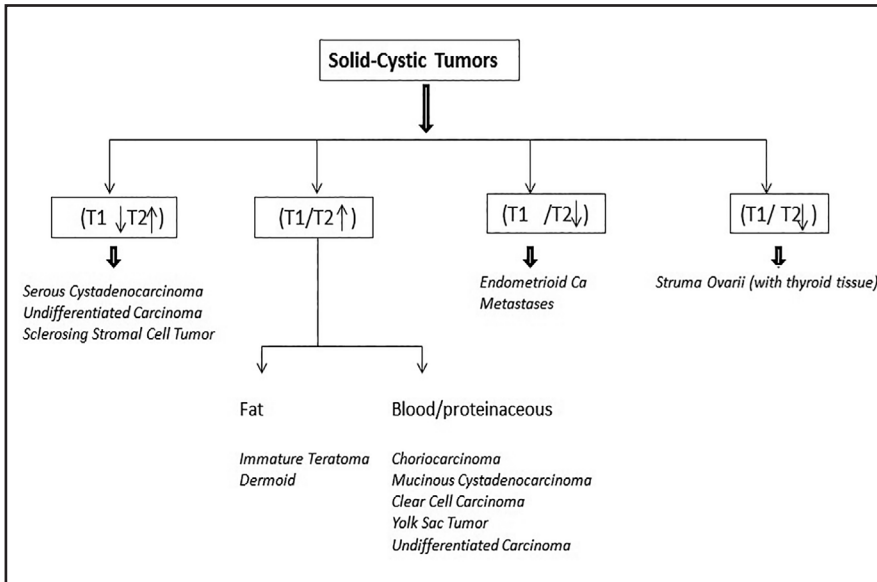 Solid-Cystic Tumors
(T1 ↓T2↑)
(T1/T2↑)
(T1 /T2↓)
(T1/ T2↓)
Serous Cystadenocarcinoma
Undifferentiated Carcinoma
Sclerosing Stromal Cell Tumor
Endometrioid Ca
Metastases
Struma Ovarii (with thyroid tissue)
Fat
Immature Teratoma
Dermoid
Blood/proteinaceous
Choriocarcinoma
Mucinous Cystadenocarcinoma
Clear Cell Carcinoma
Yolk Sac Tumor
Undifferentiated Carcinoma